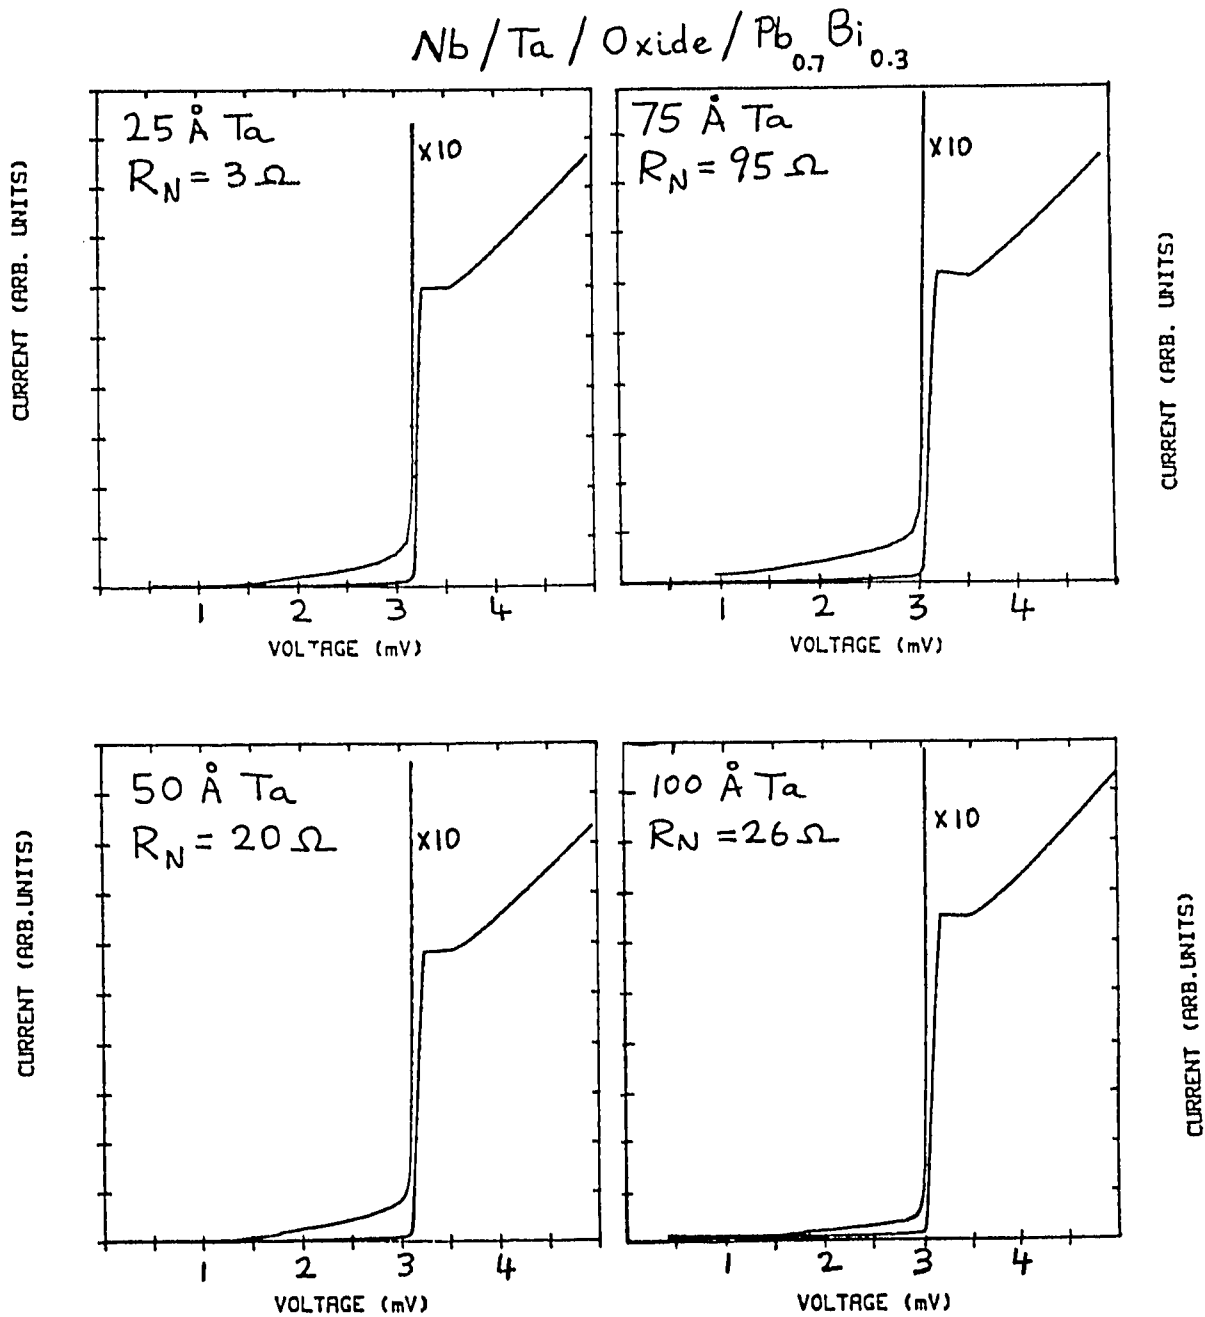 Nb / Ta / Oxide / Pb0.7 Bi0.3
25 Å Ta
RN = 3 Ω
X10
CURRENT (ARB. UNITS)
1 2 3 4
VOLTAGE (mV)
75 Å Ta
RN = 95 Ω
X10
CURRENT (ARB. UNITS)
1 2 3 4
VOLTAGE (mV)
50 Å Ta
RN = 20 Ω
X10
CURRENT (ARB.UNITS)
1 2 3 4
VOLTAGE (mV)
100 Å Ta
RN = 26 Ω
X10
CURRENT (ARB.UNITS)
1 2 3 4
VOLTAGE (mV)